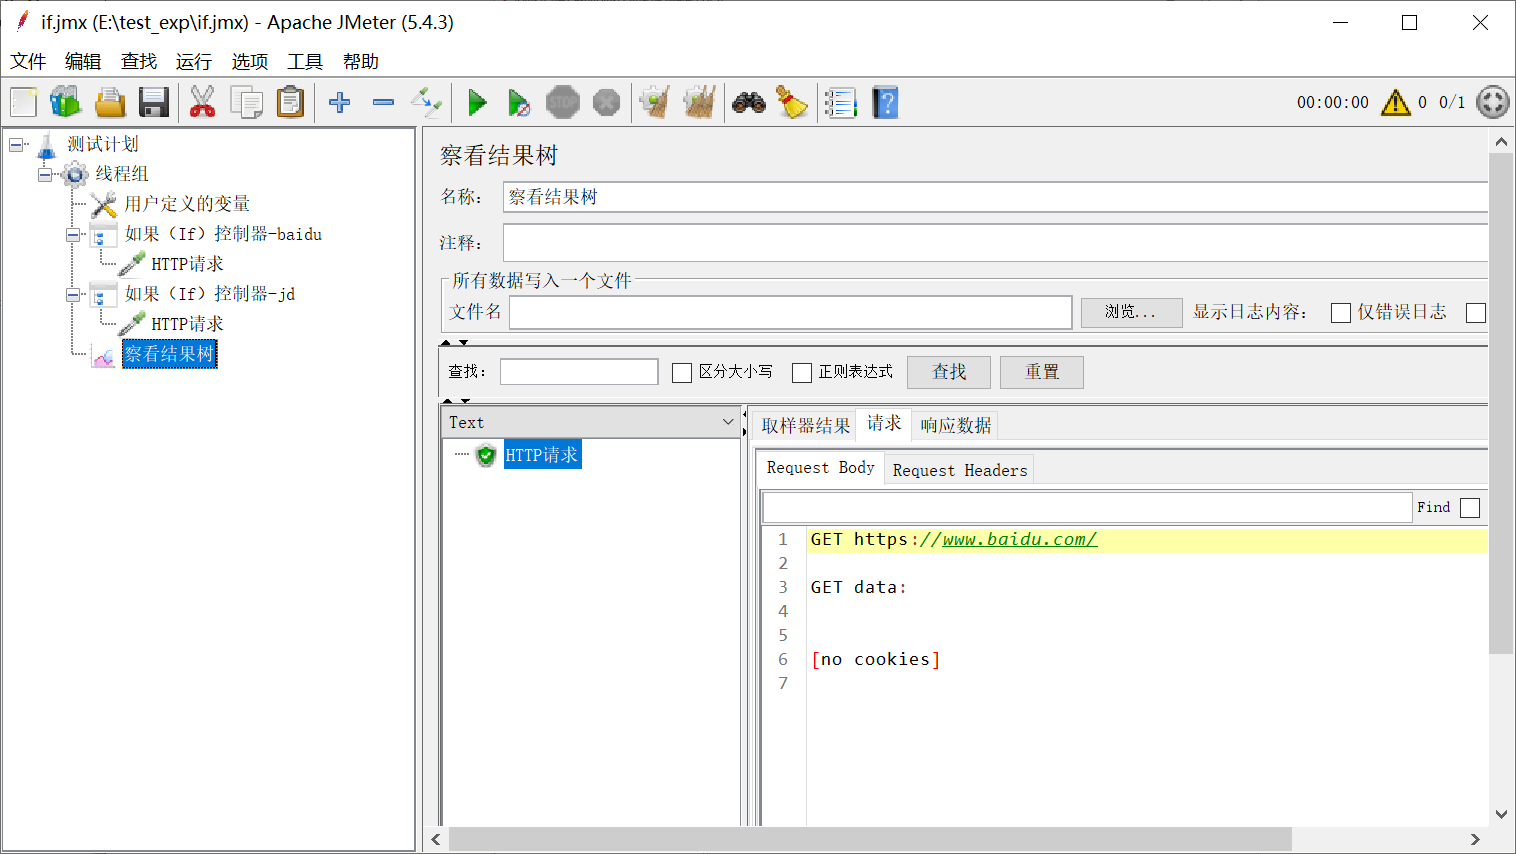 if.jmx (E:\test_exp\if.jmx) - Apache JMeter (5.4.3)
文件 编辑 查找 运行 选项 工具 帮助
STOP
00:00:00 0 0/1
测试计划
线程组
用户定义的变量
如果（If）控制器-baidu
HTTP请求
如果（If）控制器-jd
HTTP请求
察看结果树
察看结果树
名称： 察看结果树
注释：
所有数据写入一个文件
文件名 浏览... 显示日志内容： 仅错误日志
查找： 区分大小写 正则表达式 查找 重置
Text
HTTP请求
取样器结果 请求 响应数据
Request Body Request Headers
Find
1 GET https://www.baidu.com/
2
3 GET data:
4
5
6 [no cookies]
7